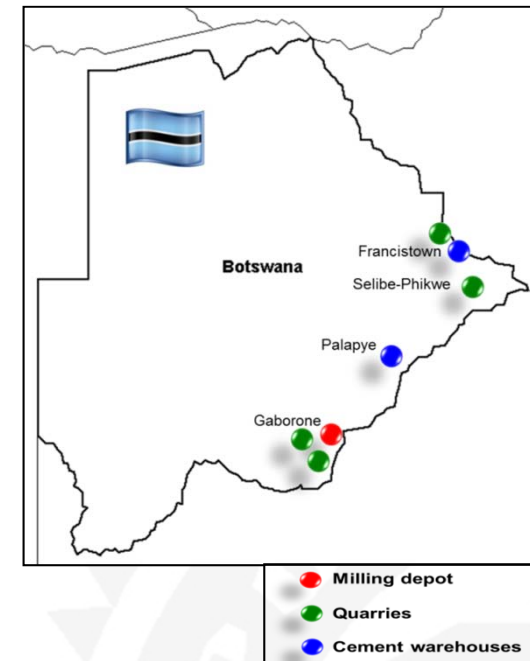 Francistown
Botswana
Selibe-Phikwe
Palapye
Gaborone
Milling depot
Quarries
Cement warehouses